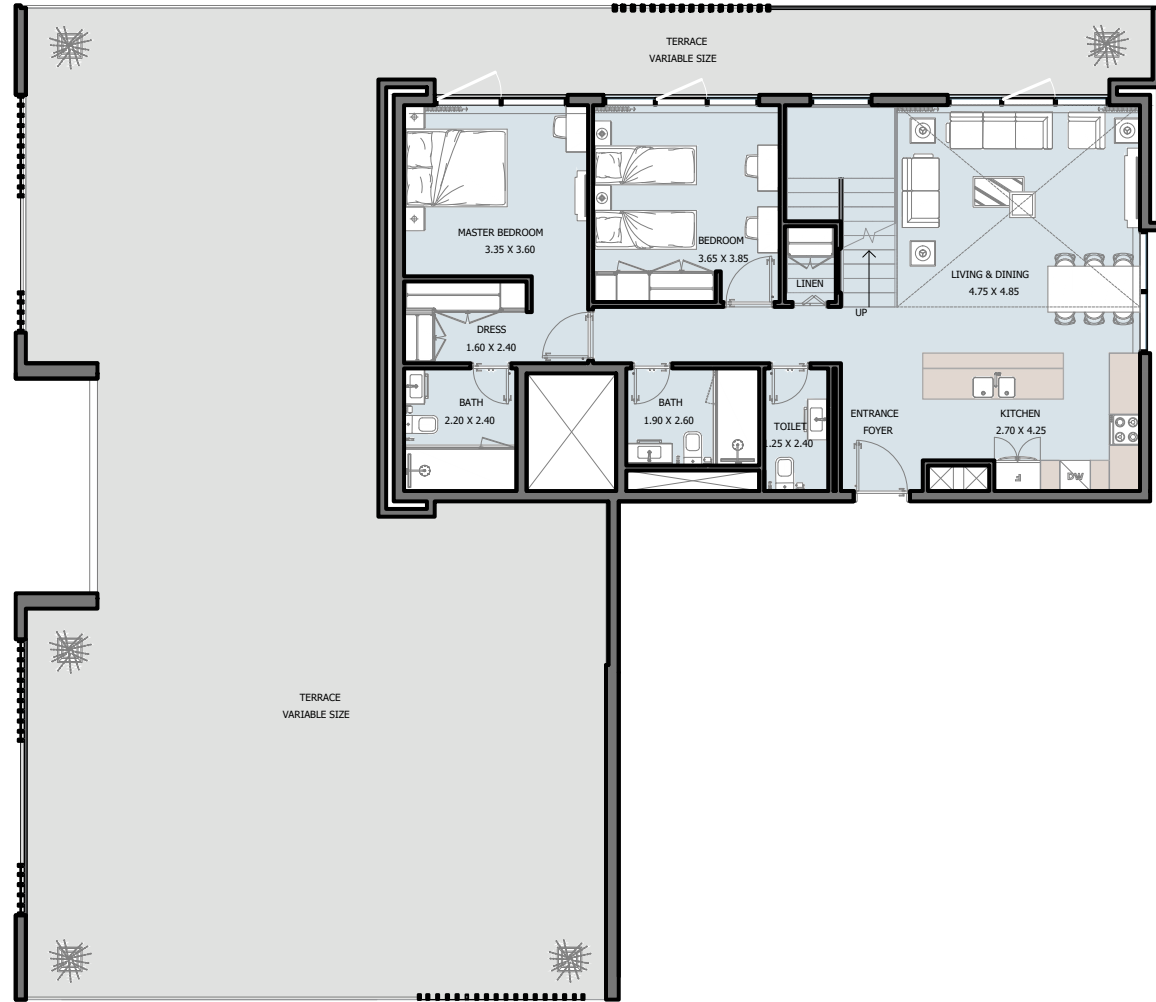 TERRACE
VARIABLE SIZE
MASTER BEDROOM
3.35 X 3.60
BEDROOM
3.65 X 3.85
LINEN
UP
LIVING & DINING
4.75 X 4.85
DRESS
1.60 X 2.40
BATH
2.20 X 2.40
BATH
1.90 X 2.60
TOILET
.25 X 2.40
ENTRANCE
FOYER
KITCHEN
2.70 X 4.25
DW
TERRACE
VARIABLE SIZE